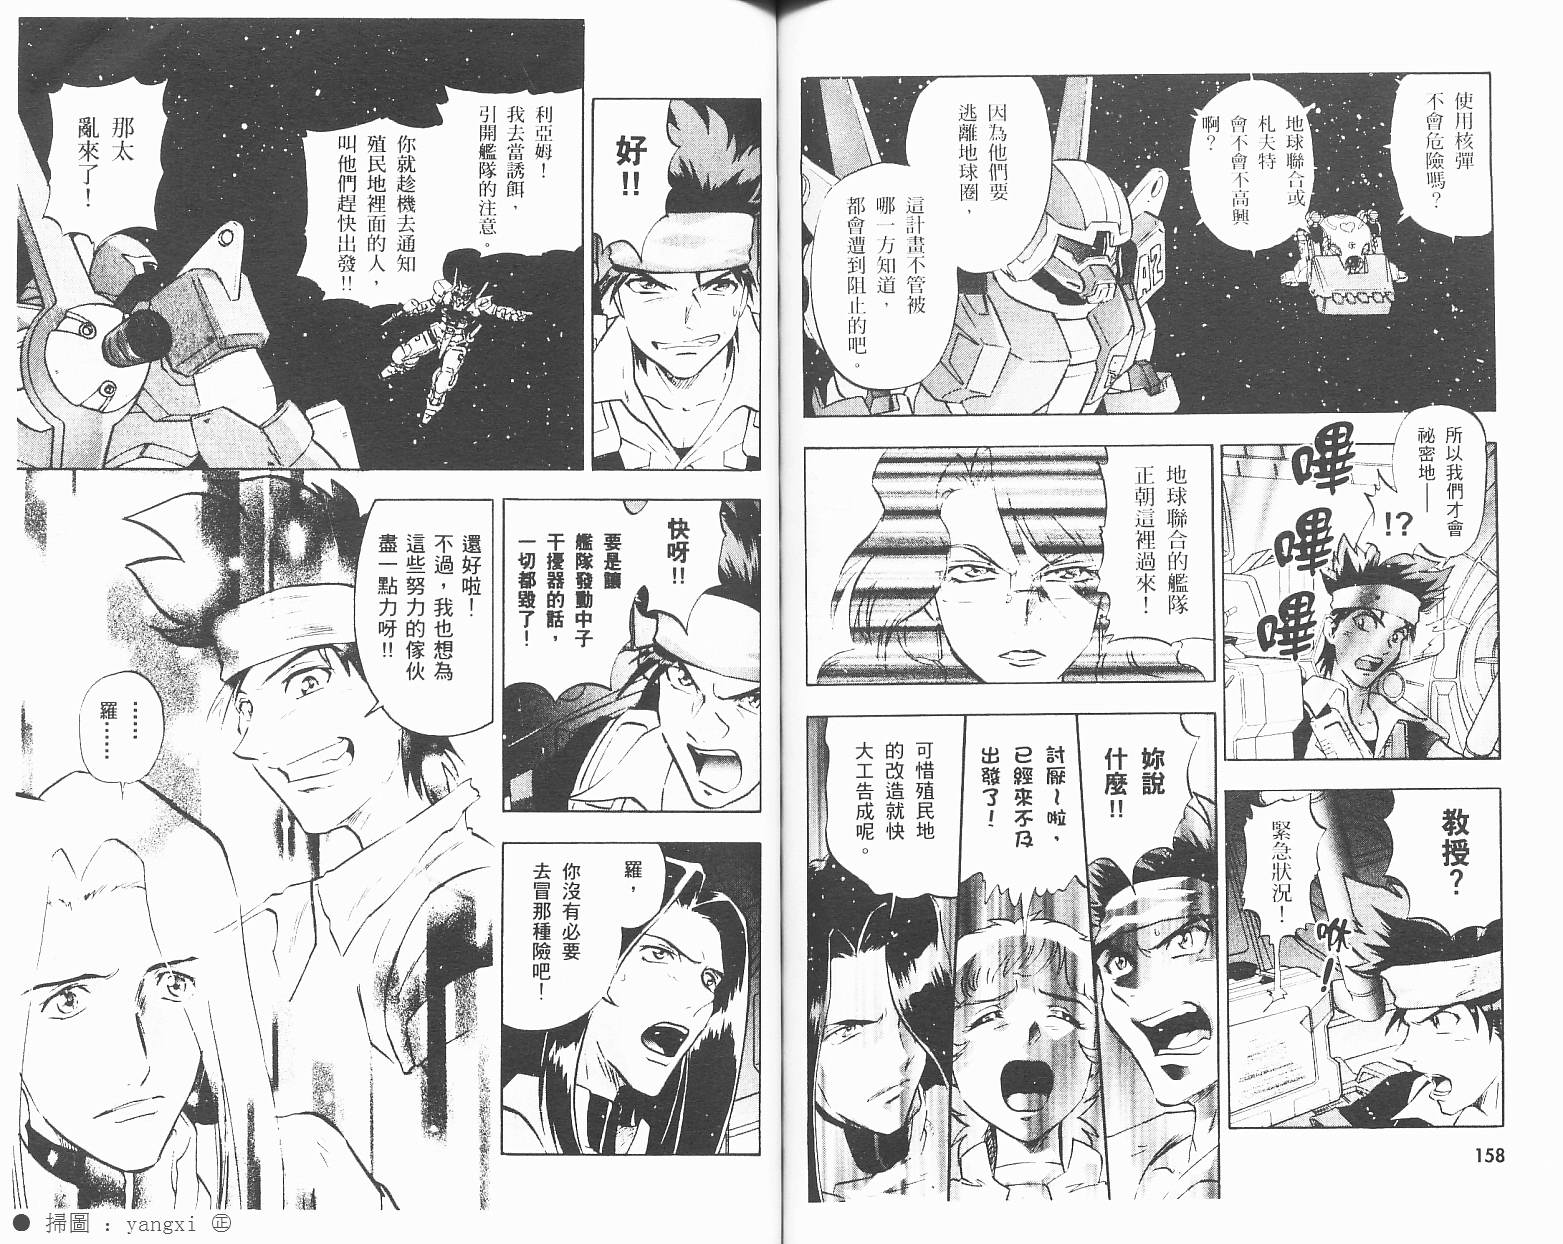 使用核彈
不會危險嗎？
地球聯合或
札夫特
會不會不高興
啊？
因為他們要
逃離地球圈，
這計畫不管被
哪一方知道，
都會遭到阻止的吧。
所以我們才會
祕密地——
!?
嗶
嗶
嗶
地球聯合的艦隊
正朝這裡過來！
教授？
緊急狀況！
咻！
妳說
什麼!!
討厭～啦，
已經來不及
出發了！
可惜殖民地
的改造就快
大工告成呢。
158
好!!
利亞姆！
我去當誘餌，
引開艦隊的注意。
你就趁機去通知
殖民地裡面的人，
叫他們趕快出發!!
那太
亂來了！
快呀!!
要是讓
艦隊發動中子
干擾器的話，
一切都毀了！
羅，
你沒有必要
去冒那種險吧！
還好啦！
不過，我也想為
這些努力的傢伙
盡一點力呀!!
……
羅……
● 掃圖 : yangxi ㊣